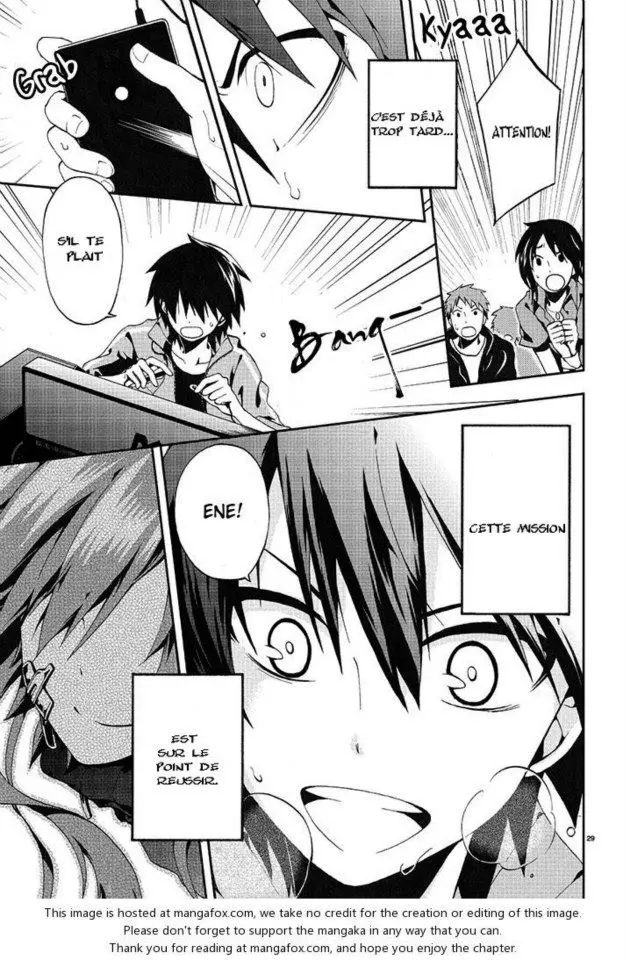 Kyaaa
ATTENTION!
C'EST DÉJÀ
TROP TARD...
Grab
Bang
S'IL TE
PLAIT
CETTE MISSION
ENE!
EST
SUR LE
POINT DE
REUSSIR.
29
This image is hosted at mangafox.com, we take no credit for the creation or editing of this image.
Please don't forget to support the mangaka in any way that you can.
Thank you for reading at mangafox.com, and hope you enjoy the chapter.